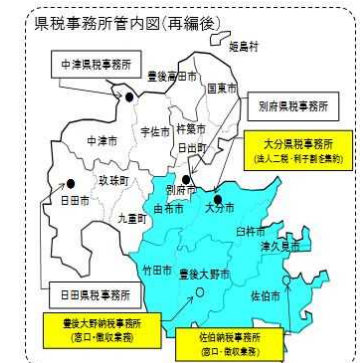 県税事務所管内図(再編後)
姫島村
中津県税事務所
豊後高田市
国東市
別府県税事務所
中津市
宇佐市
杵築市
日出町
大分県税事務所
(法人二税・利子割を集約)
玖珠町
別府市
日田市
由布市
大分市
九重町
臼杵市
津久見市
竹田市
豊後大野市
佐伯市
日田県税事務所
豊後大野納税事務所
(窓口・徴収業務)
佐伯納税事務所
(窓口・徴収業務)